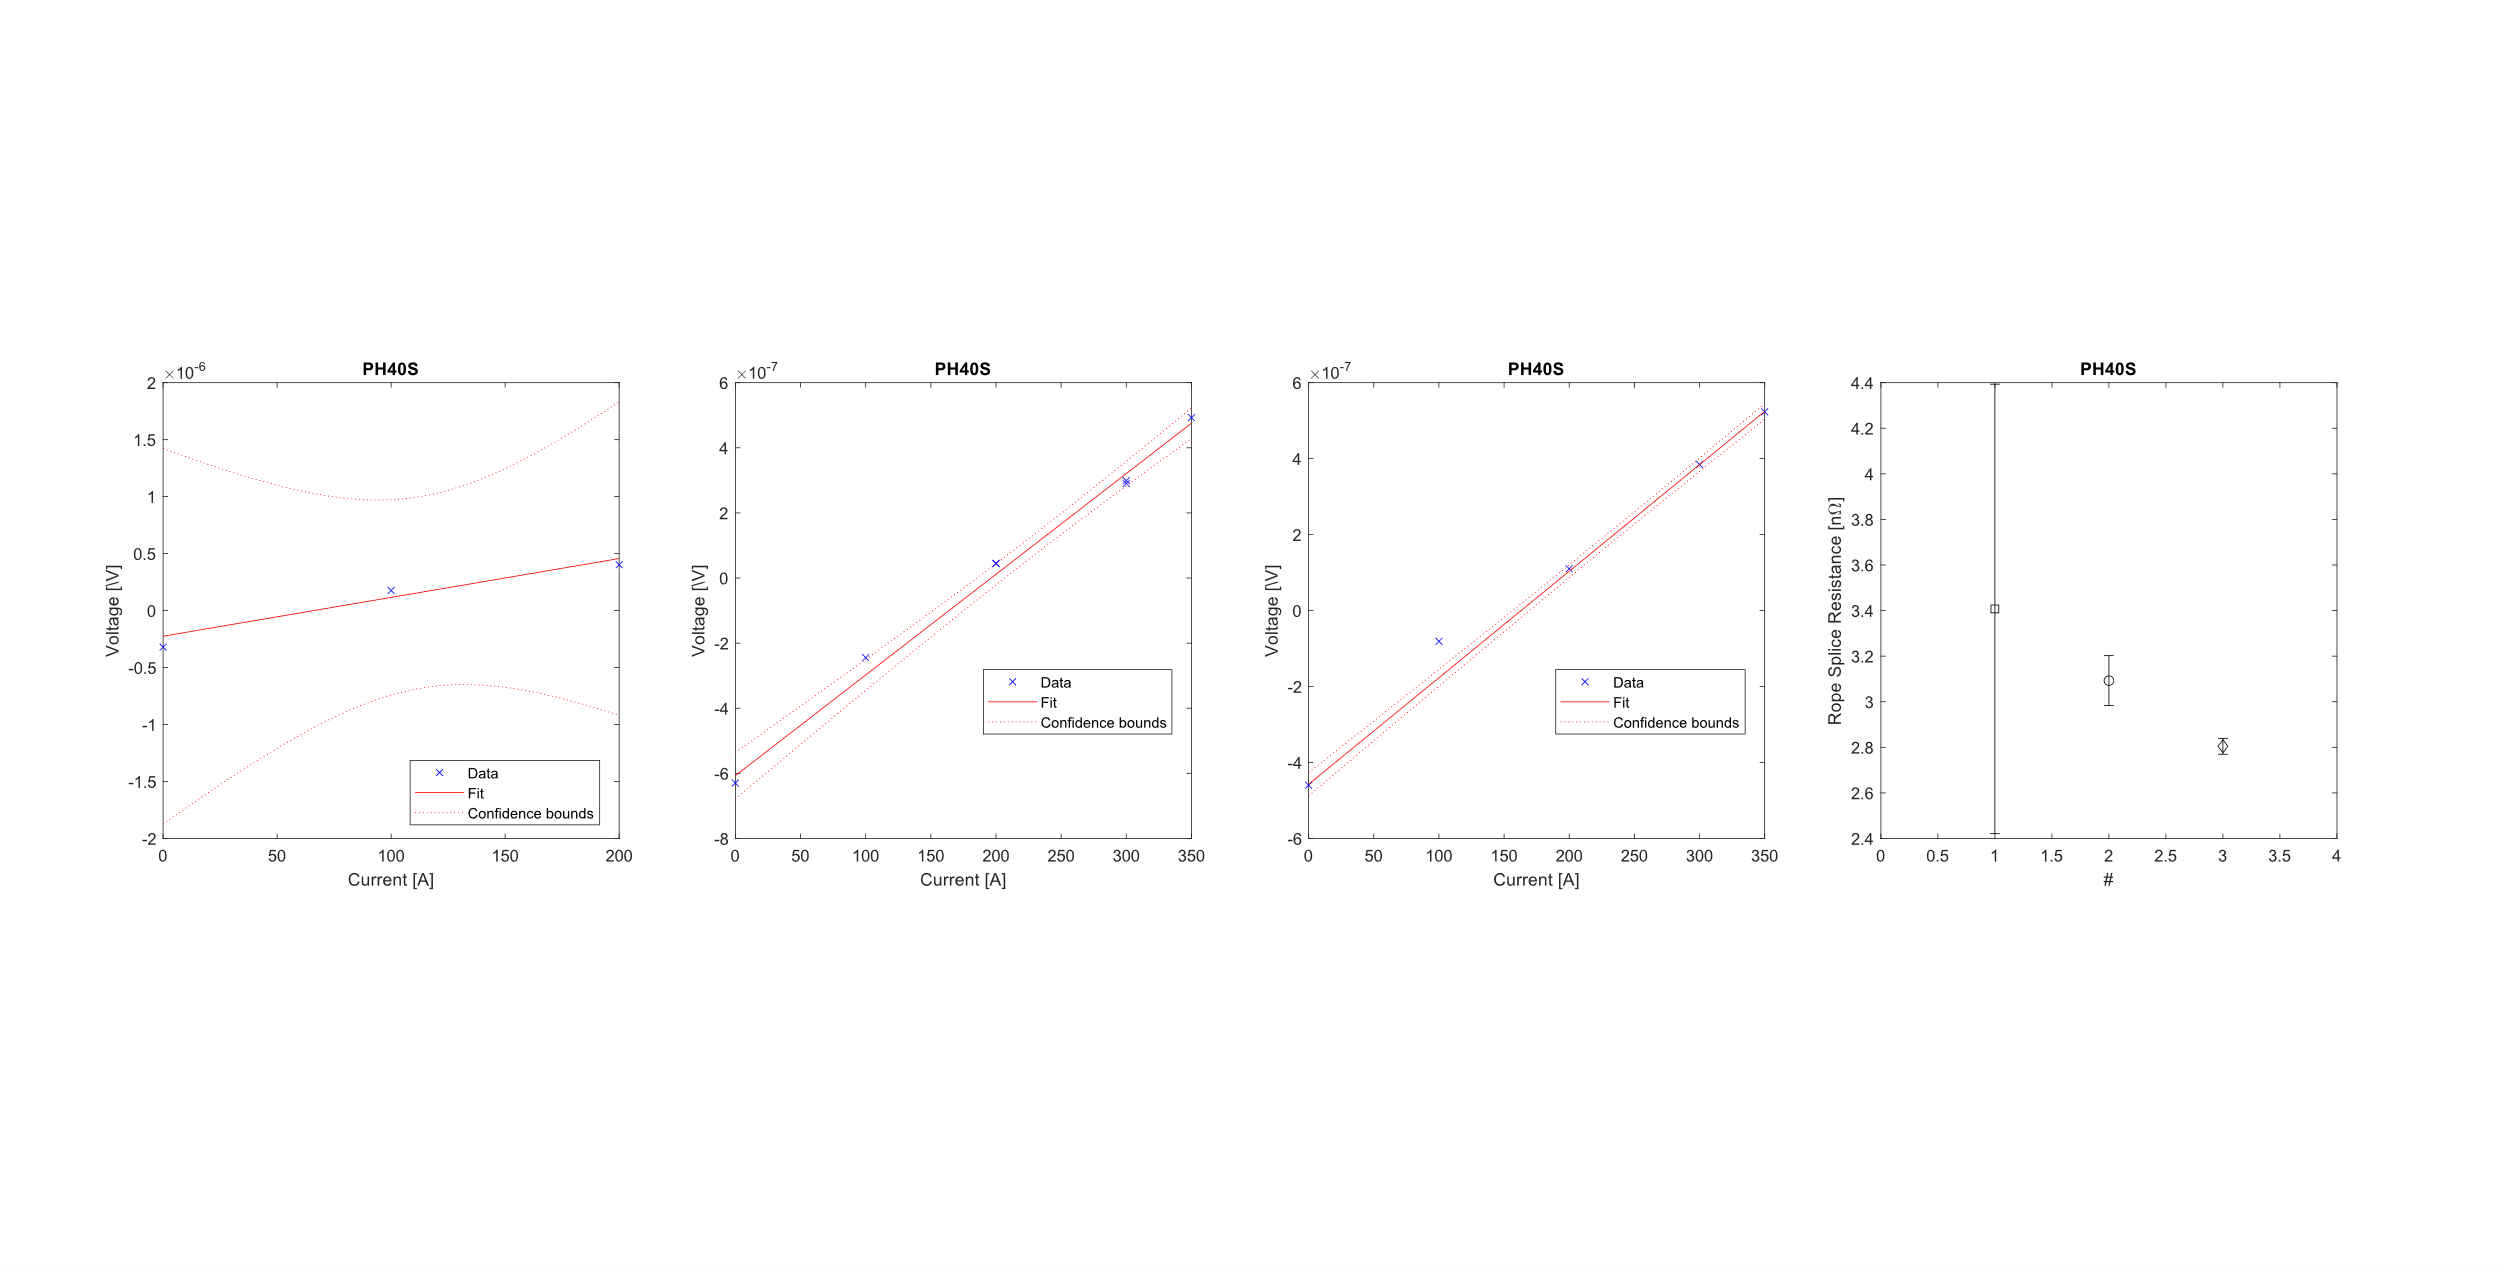 PH40S
×10-6
2
1.5
1
0.5
0
-0.5
-1
-1.5
-2
Voltage [\V]
0 50 100 150 200
Current [A]
Data
Fit
Confidence bounds
PH40S
×10-7
6
4
2
0
-2
-4
-6
-8
Voltage [\V]
0 50 100 150 200 250 300 350
Current [A]
Data
Fit
Confidence bounds
PH40S
×10-7
6
4
2
0
-2
-4
-6
Voltage [\V]
0 50 100 150 200 250 300 350
Current [A]
Data
Fit
Confidence bounds
PH40S
4.4
4.2
4
3.8
3.6
3.4
3.2
3
2.8
2.6
2.4
Rope Splice Resistance [nΩ]
0 0.5 1 1.5 2 2.5 3 3.5 4
#